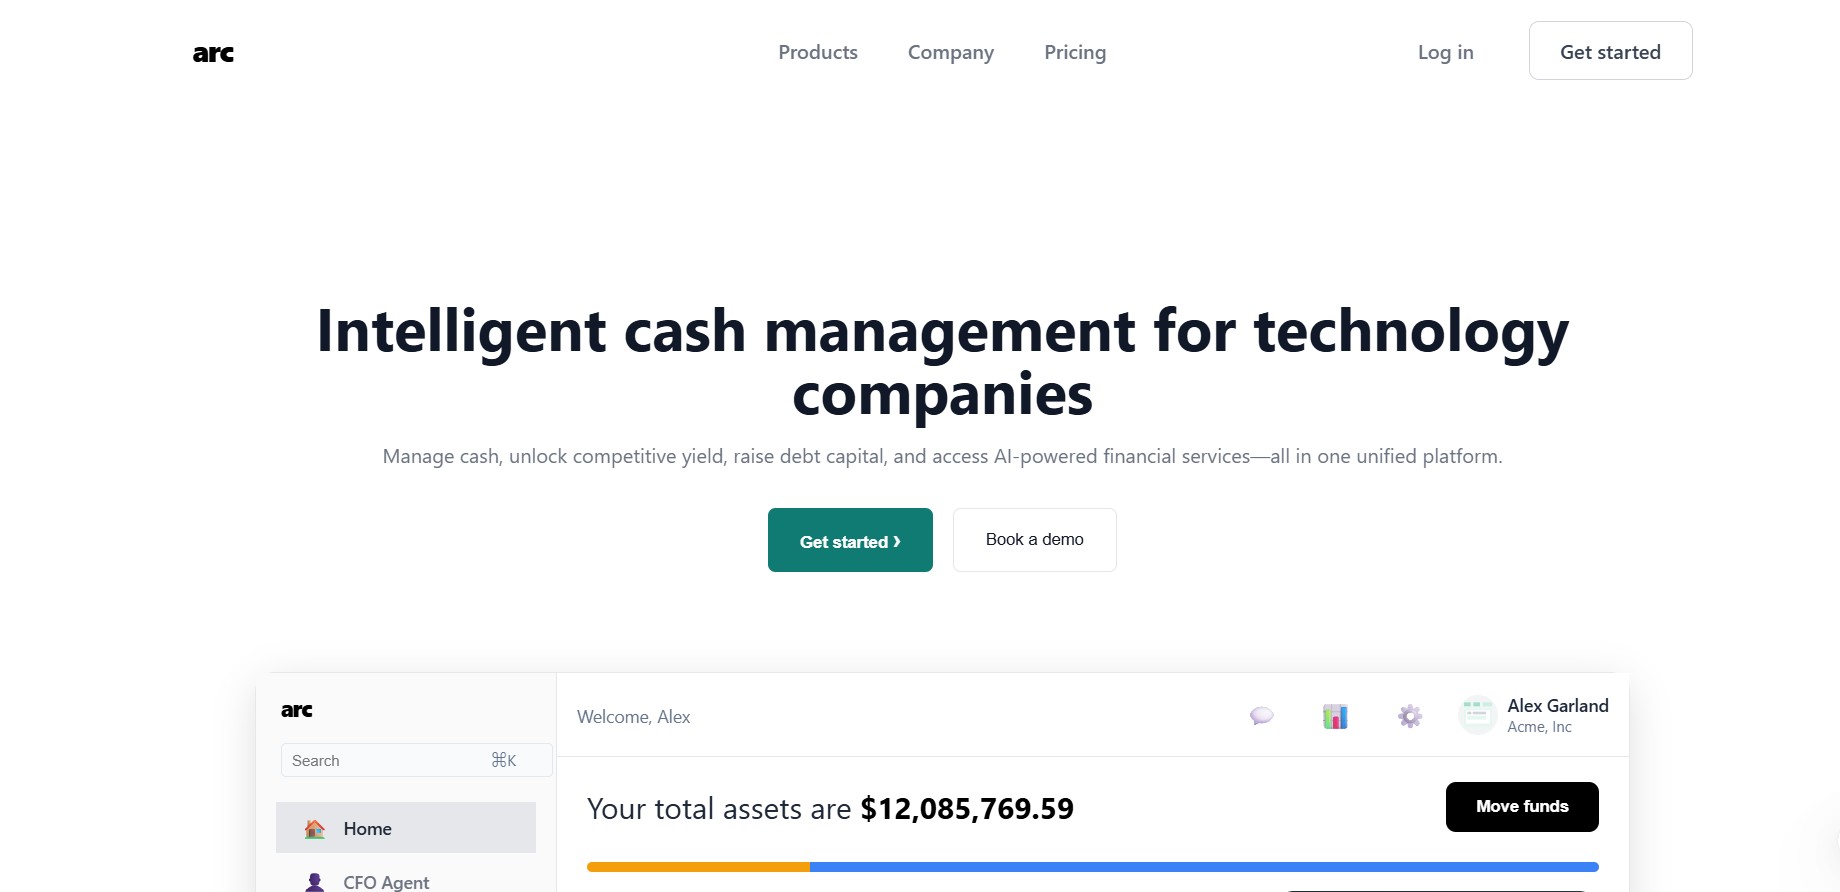 arc
Products
Company
Pricing
Log in
Get started
Intelligent cash management for technology
companies
Manage cash, unlock competitive yield, raise debt capital, and access AI-powered financial services—all in one unified platform.
Get started ›
Book a demo
arc
Search ⌘K
Home
CFO Agent
Welcome, Alex
Alex Garland
Acme, Inc
Your total assets are $12,085,769.59
Move funds